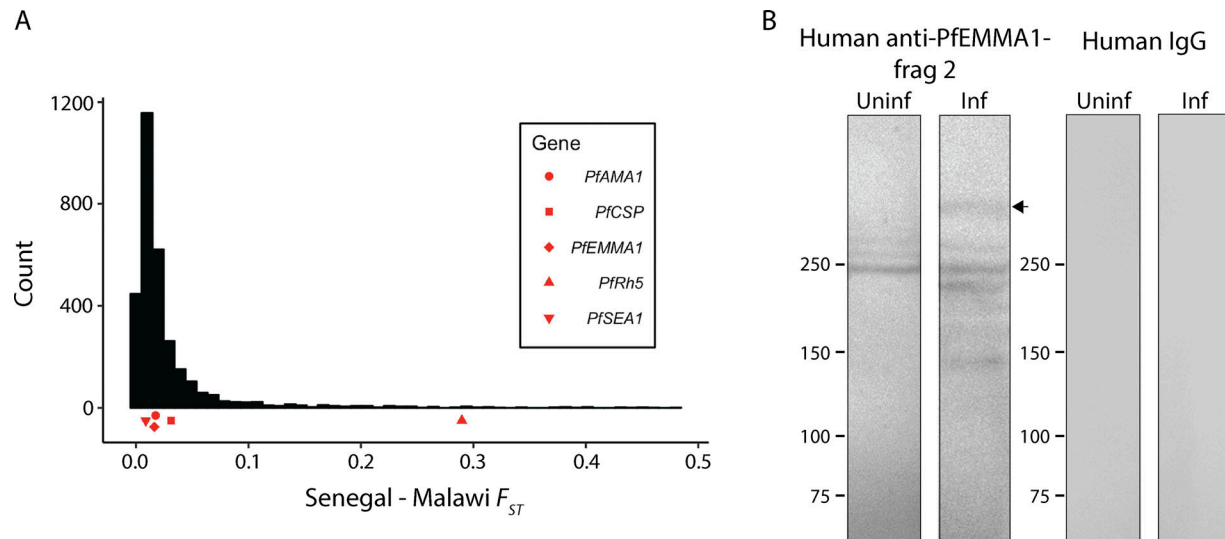 A
1200
800
400
0
Count
0.0 0.1 0.2 0.3 0.4 0.5
Senegal - Malawi FST
Gene
PfAMA1
PfCSP
PfEMMA1
PfRh5
PfSEA1
B
Human anti-PfEMMA1-
frag 2
Uninf Inf
250
150
100
75
Human IgG
Uninf Inf
250
150
100
75